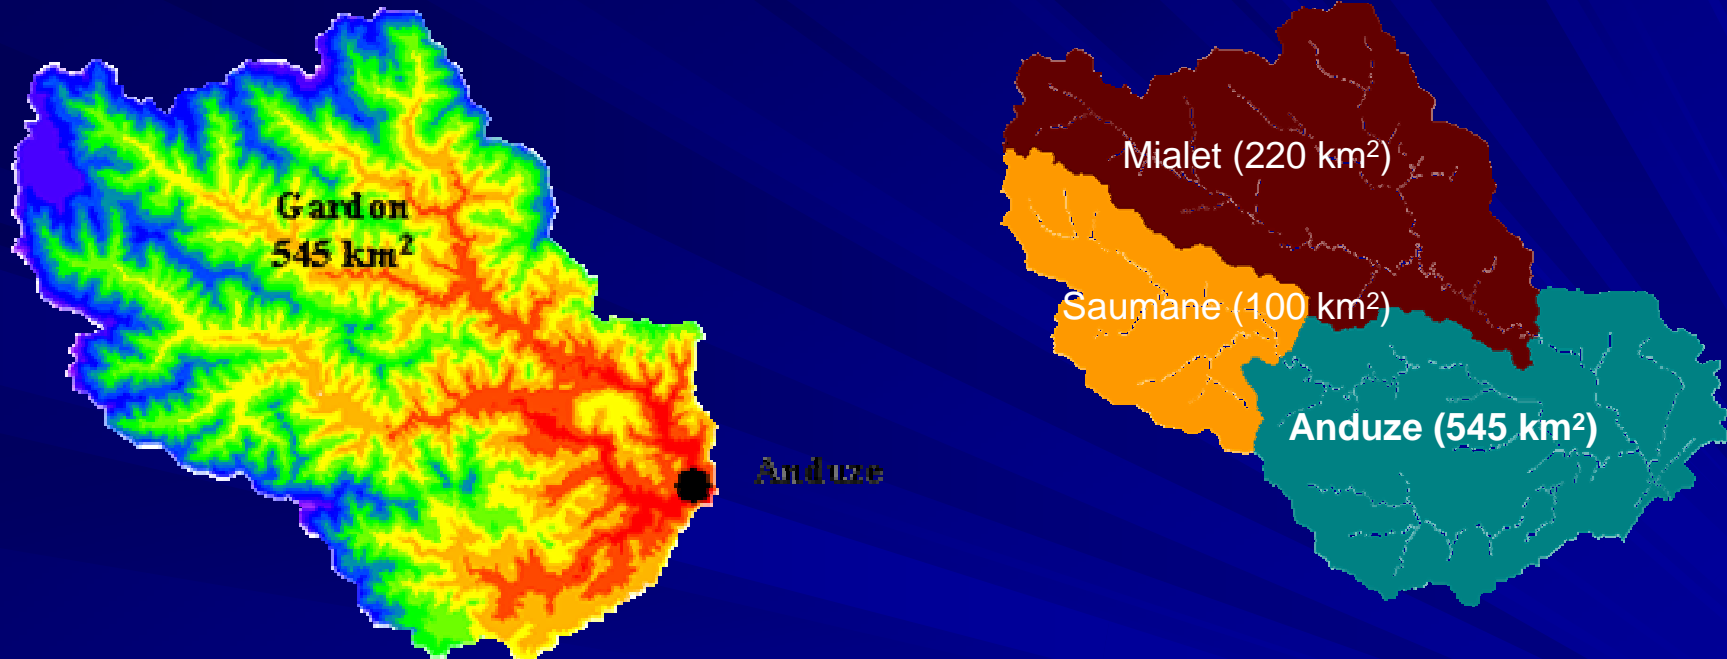 Gardon
545 km²
Anduze
Mialet (220 km²)
Saumane (100 km²)
Anduze (545 km²)